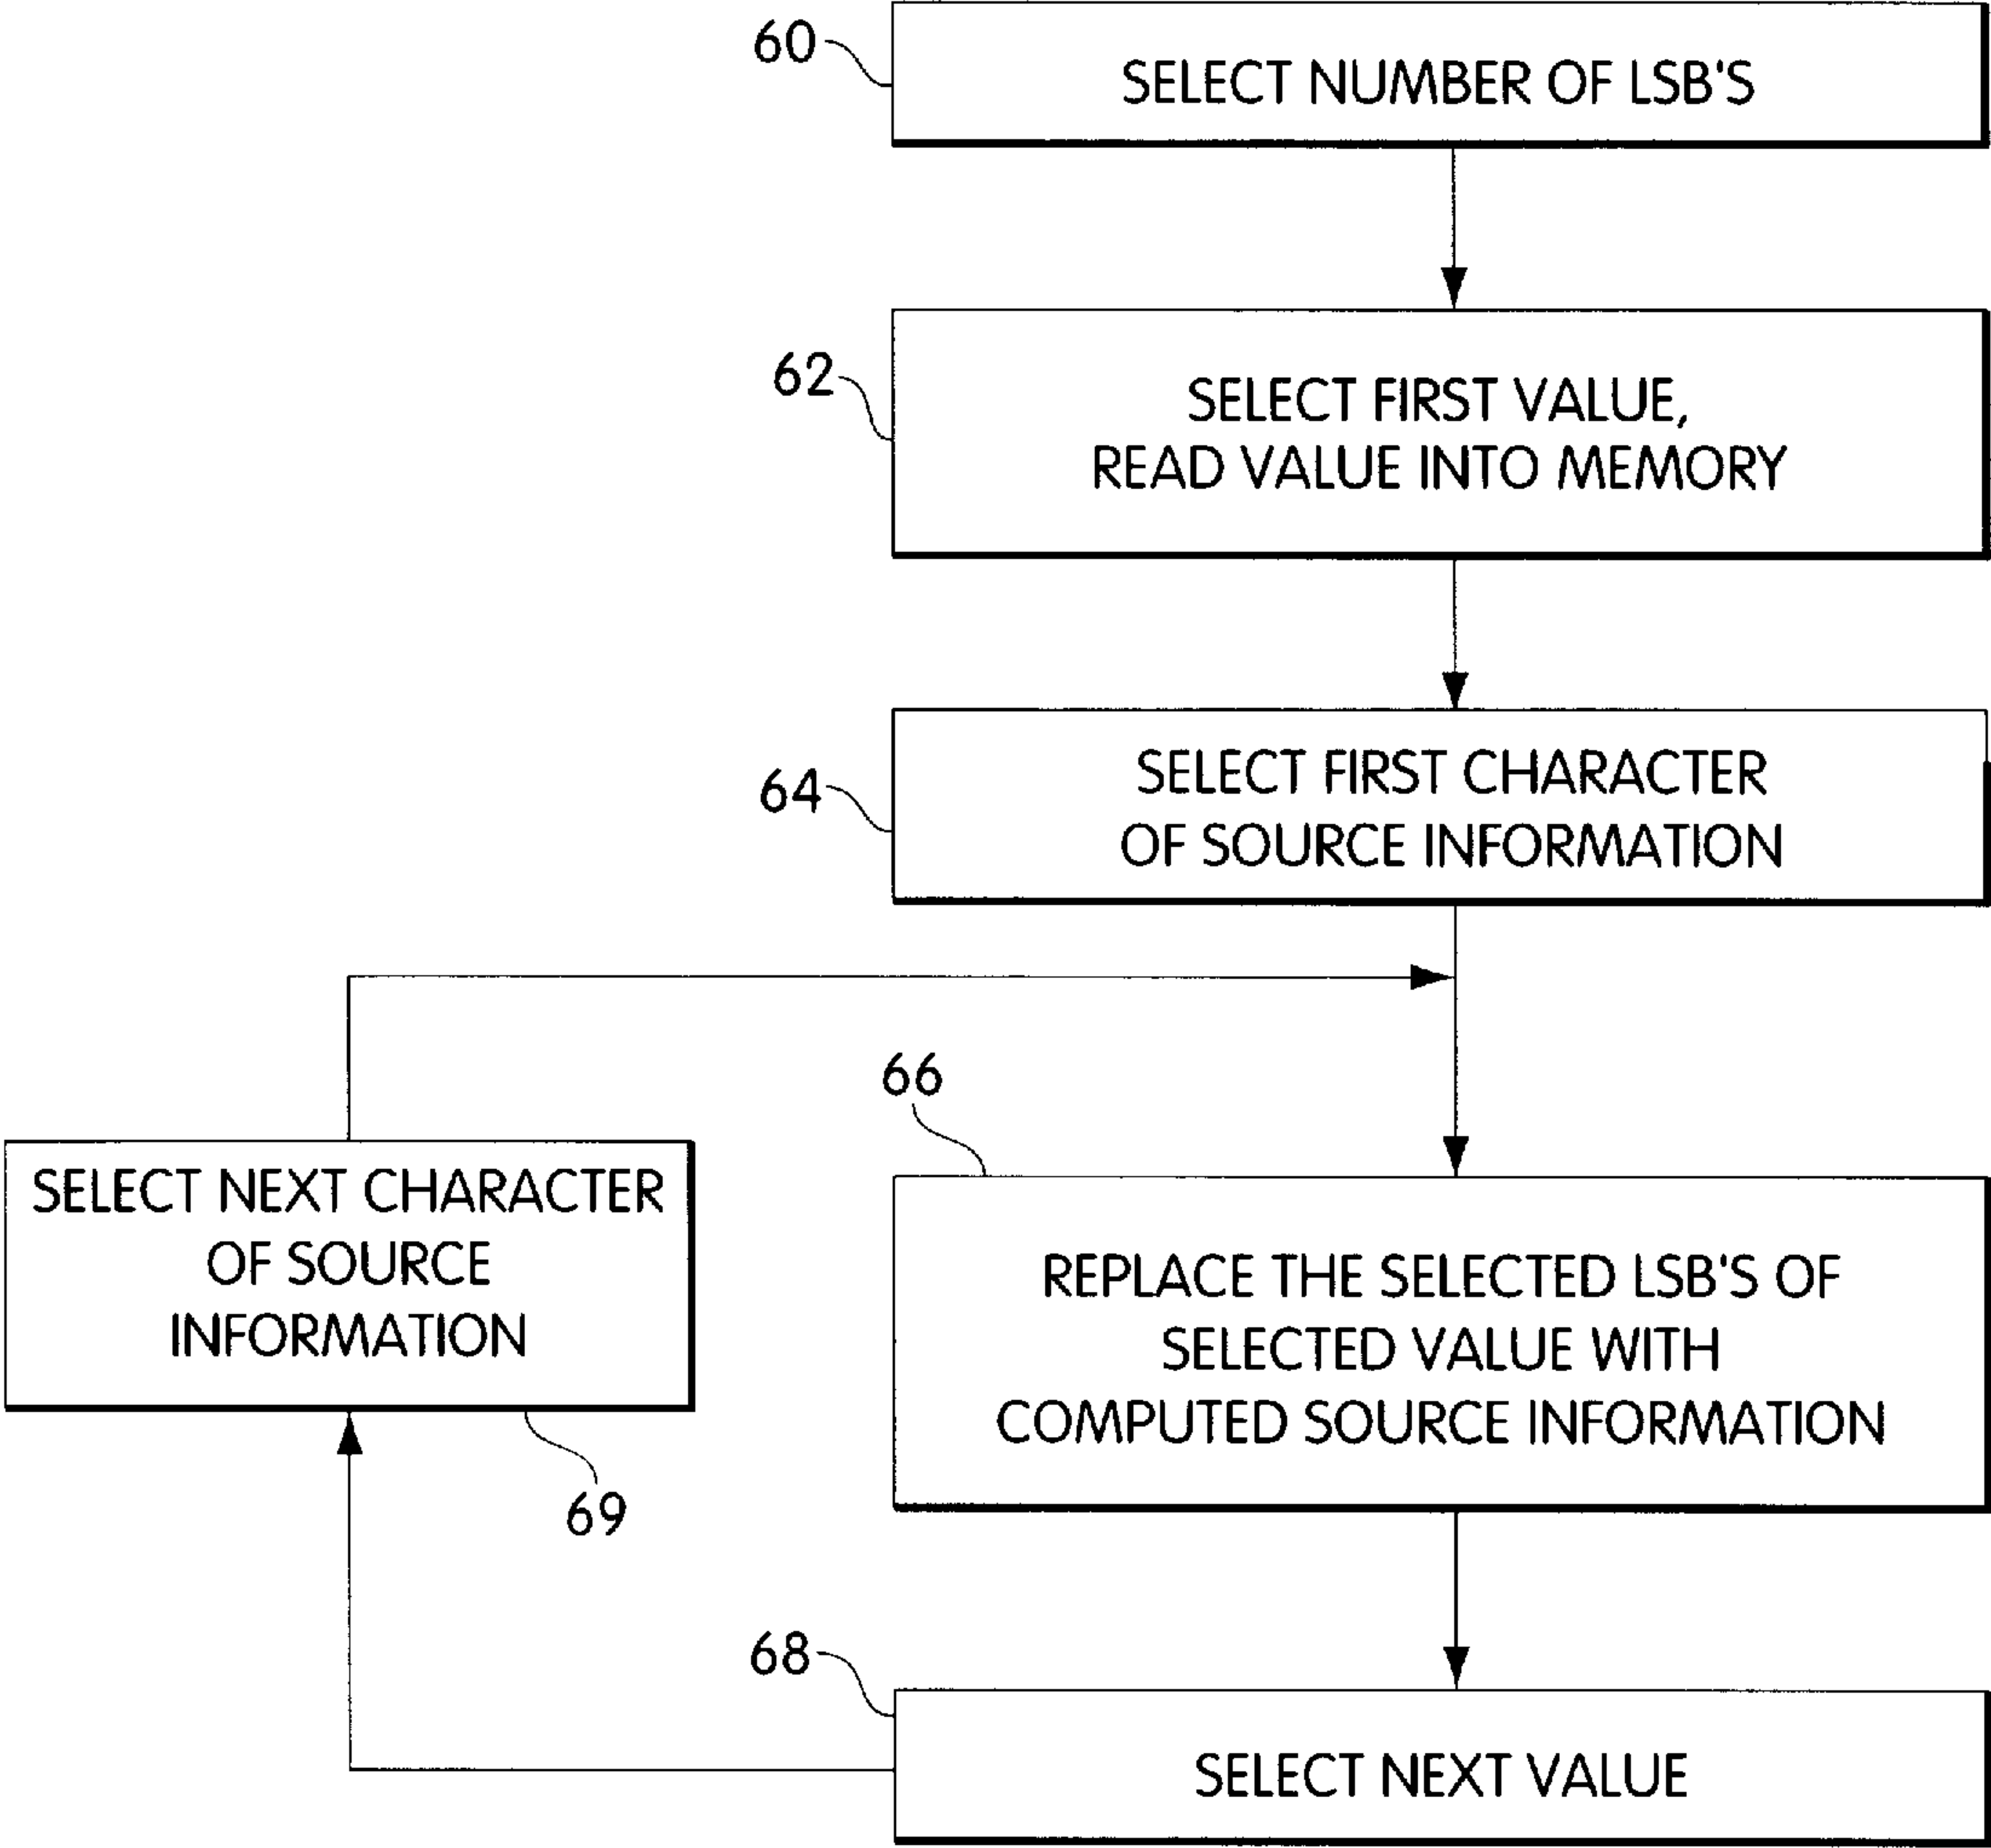 60
SELECT NUMBER OF LSB'S
62
SELECT FIRST VALUE,
READ VALUE INTO MEMORY
64
SELECT FIRST CHARACTER
OF SOURCE INFORMATION
66
REPLACE THE SELECTED LSB'S OF
SELECTED VALUE WITH
COMPUTED SOURCE INFORMATION
68
SELECT NEXT VALUE
SELECT NEXT CHARACTER
OF SOURCE
INFORMATION
69